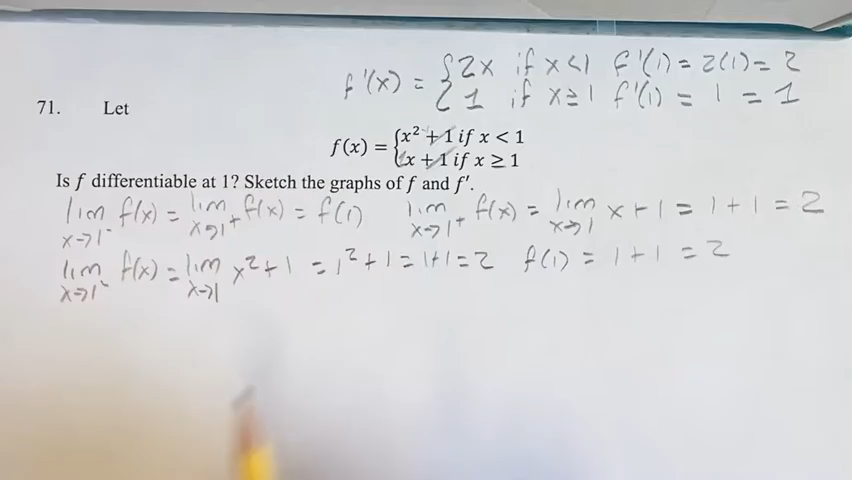 f'(x) = { 2x if x<1 f'(1) = 2(1) = 2
1 if x≥1 f'(1) = 1 = 1
71. Let
f(x) = { x² + 1 if x < 1
x + 1 if x ≥ 1
Is f differentiable at 1? Sketch the graphs of f and f'.
lim x→1⁻ f(x) = lim x→1⁺ f(x) = f(1) lim x→1⁺ f(x) = lim x→1 x+1 = 1+1 = 2
lim x→1⁻ f(x) = lim x→1 x²+1 = 1²+1 = 1+1 = 2 f(1) = 1+1 = 2